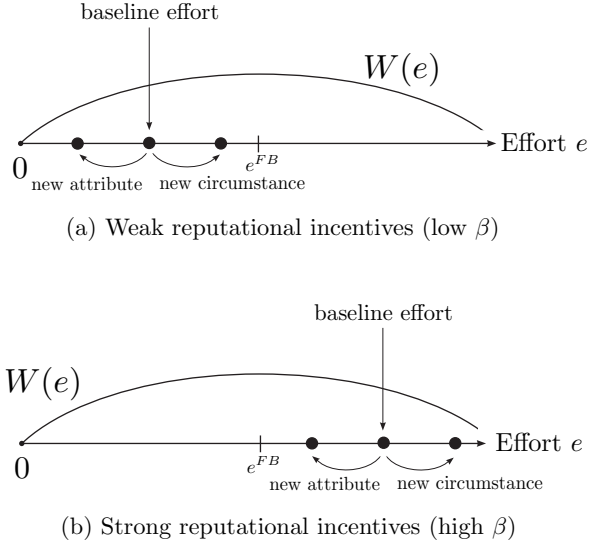 baseline effort
W(e)
Effort e
0
e^{FB}
new attribute
new circumstance
(a) Weak reputational incentives (low β)
baseline effort
W(e)
Effort e
0
e^{FB}
new attribute
new circumstance
(b) Strong reputational incentives (high β)